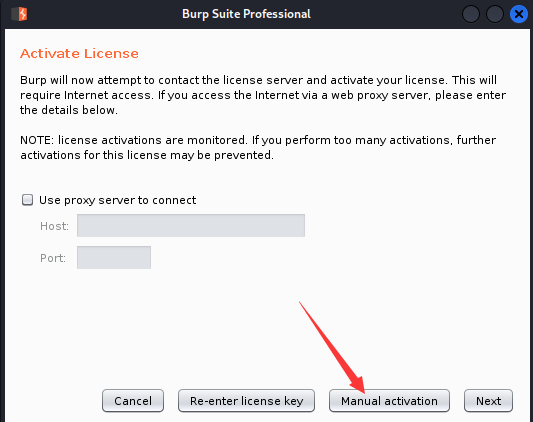 Burp Suite Professional
Activate License
Burp will now attempt to contact the license server and activate your license. This will
require Internet access. If you access the Internet via a web proxy server, please enter
the details below.
NOTE: license activations are monitored. If you perform too many activations, further
activations for this license may be prevented.
Use proxy server to connect
Host:
Port:
Cancel
Re-enter license key
Manual activation
Next